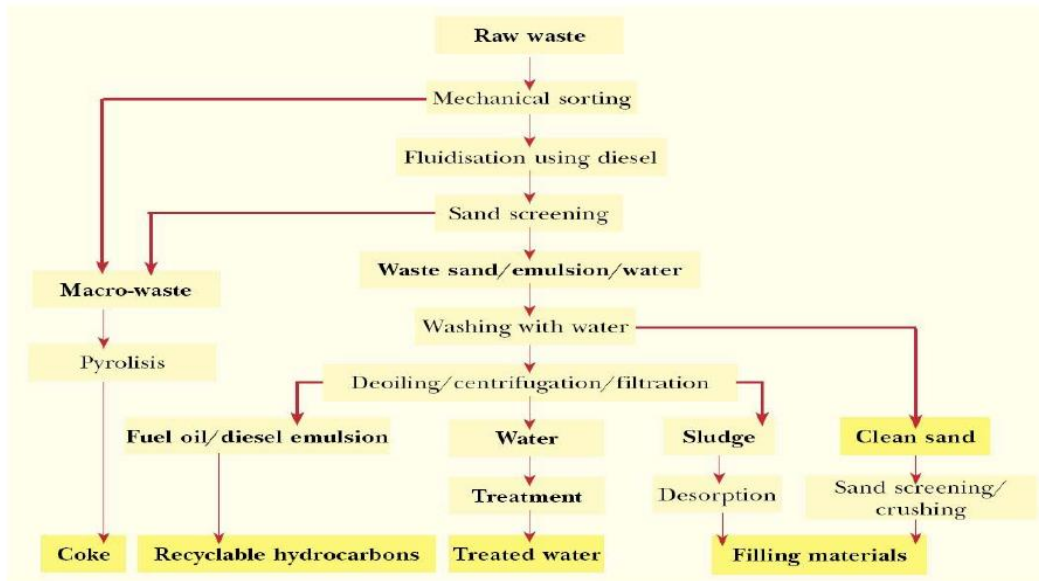 Raw waste
Mechanical sorting
Fluidisation using diesel
Sand screening
Waste sand/emulsion/water
Macro-waste
Washing with water
Pyrolisis
Deoiling/centrifugation/filtration
Fuel oil/diesel emulsion
Water
Sludge
Clean sand
Treatment
Desorption
Sand screening/
crushing
Coke
Recyclable hydrocarbons
Treated water
Filling materials